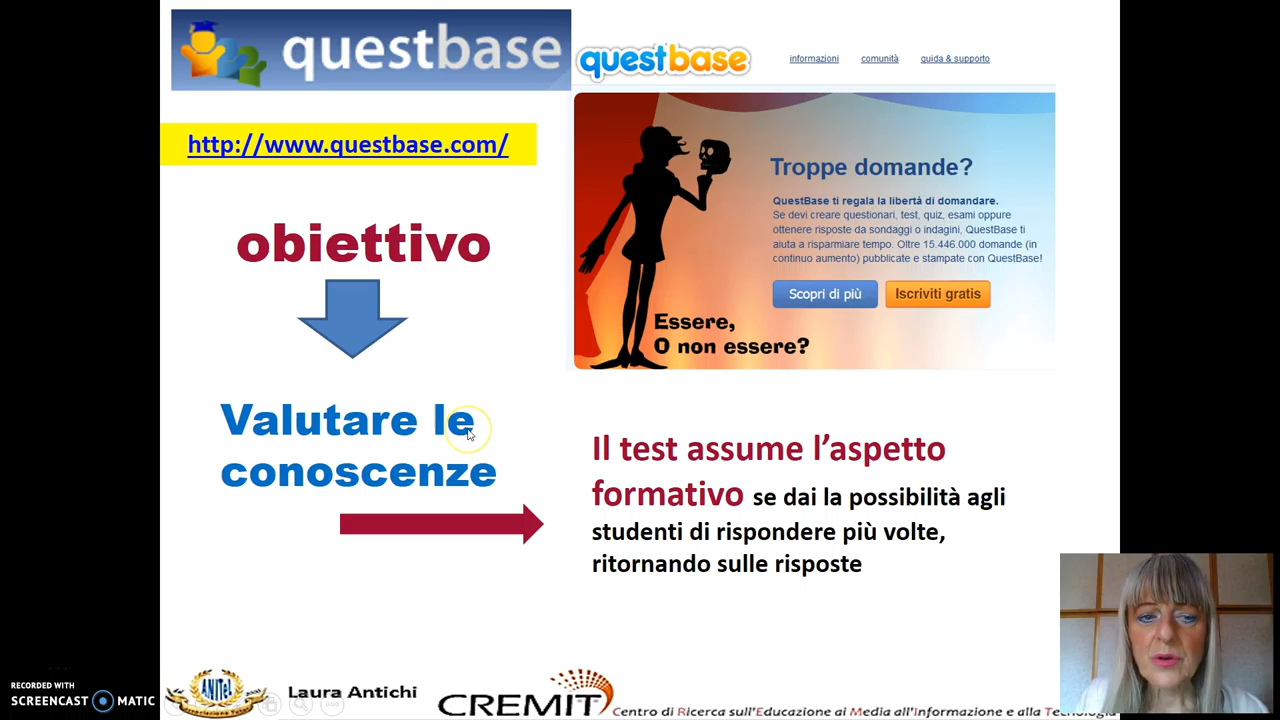 questbase
questbase
informazioni comunità guida & supporto
http://www.questbase.com/
Troppe domande?
QuestBase ti regala la libertà di domandare.
Se devi creare questionari, test, quiz, esami oppure
ottenere risposte da sondaggi o indagini, QuestBase ti
aiuta a risparmiare tempo. Oltre 15.446.000 domande (in
continuo aumento) pubblicate e stampate con QuestBase!
Scopri di più Iscriviti gratis
Essere,
O non essere?
obiettivo
Valutare le
conoscenze
Il test assume l’aspetto
formativo se dai la possibilità agli
studenti di rispondere più volte,
ritornando sulle risposte
RECORDED WITH
SCREENCAST MATIC
ANITeL
Laura Antichi
CREMIT
Centro di Ricerca sull'Educazione ai Media all'Informazione e alla Tecnologia